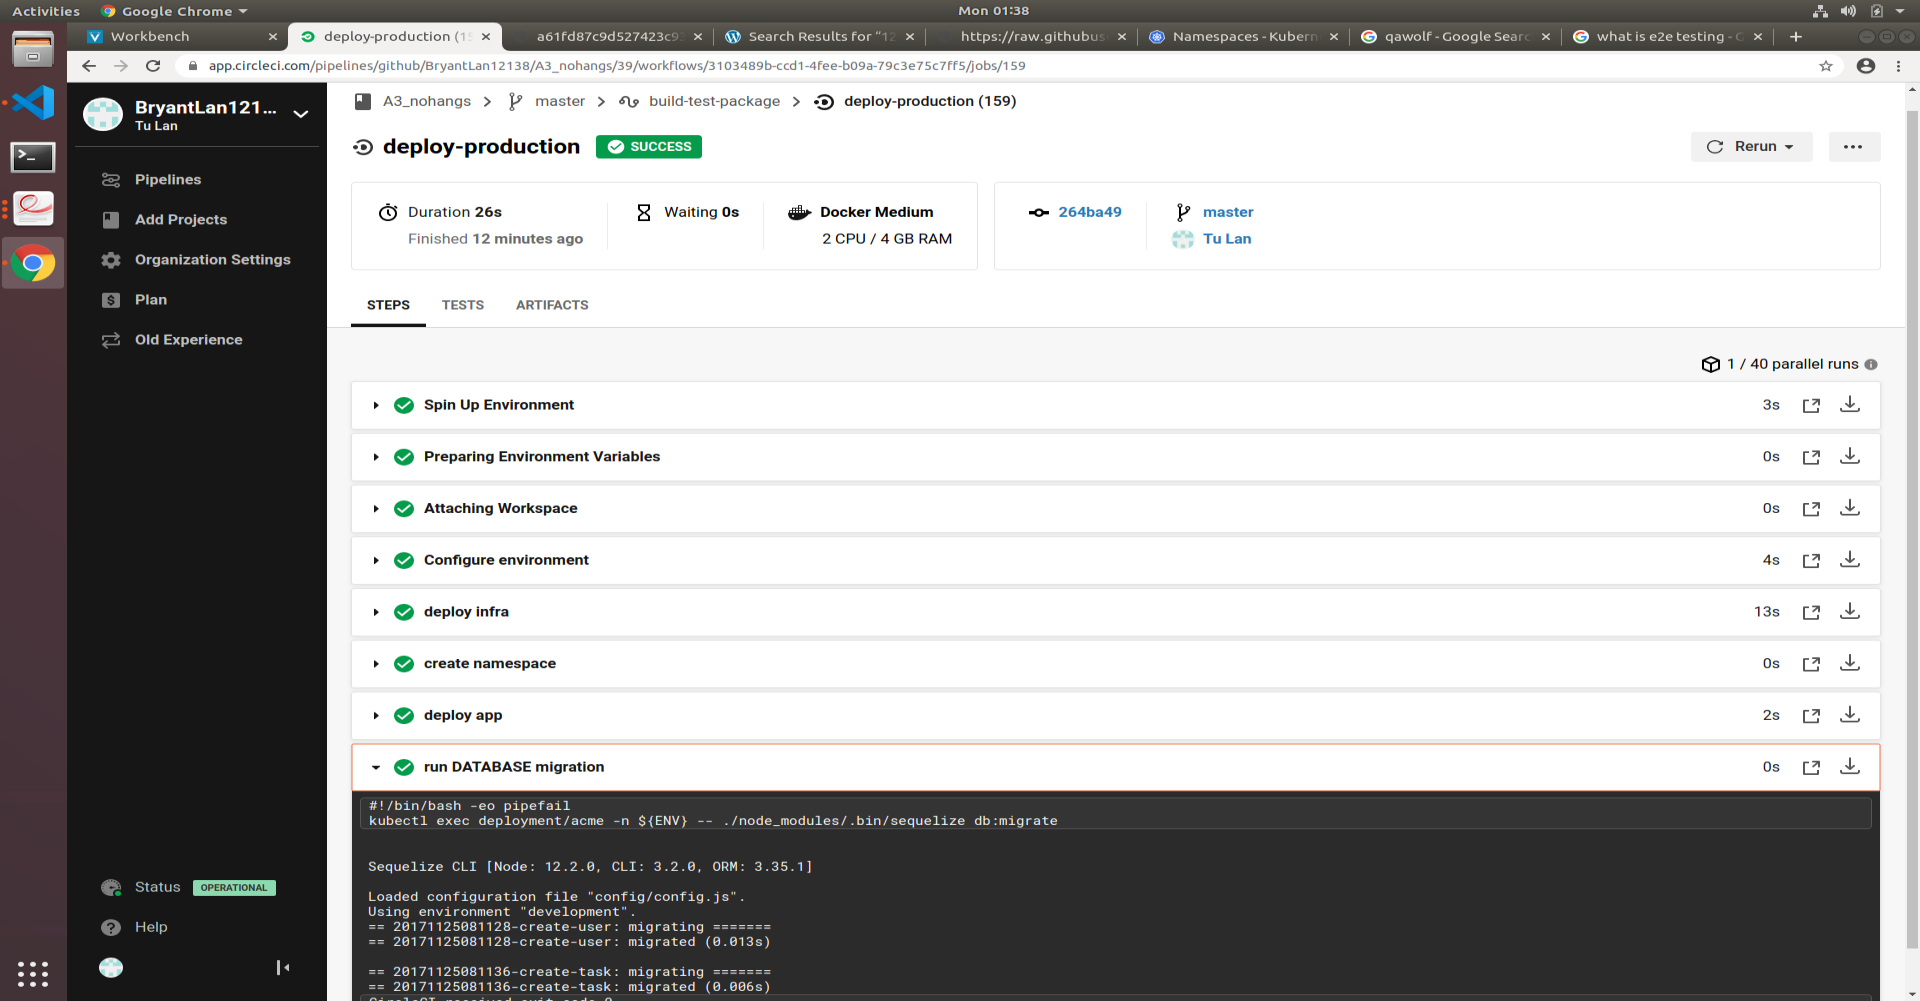 Activities
Google Chrome
Mon 01:38
Workbench
deploy-production (15
a61fd87c9d527423c9
Search Results for “12
https://raw.githubus
Namespaces - Kubern
qawolf - Google Searc
what is e2e testing -
app.circleci.com/pipelines/github/BryantLan12138/A3_nohangs/39/workflows/3103489b-ccd1-4fee-b09a-79c3e75c7ff5/jobs/159
BryantLan121...
Tu Lan
Pipelines
Add Projects
Organization Settings
Plan
Old Experience
Status OPERATIONAL
Help
A3_nohangs
master
build-test-package
deploy-production (159)
deploy-production
SUCCESS
Rerun
Duration 26s
Finished 12 minutes ago
Waiting 0s
Docker Medium
2 CPU / 4 GB RAM
264ba49
master
Tu Lan
STEPS
TESTS
ARTIFACTS
1 / 40 parallel runs
Spin Up Environment 3s
Preparing Environment Variables 0s
Attaching Workspace 0s
Configure environment 4s
deploy infra 13s
create namespace 0s
deploy app 2s
run DATABASE migration 0s
#!/bin/bash -eo pipefail
kubectl exec deployment/acme -n ${ENV} -- ./node_modules/.bin/sequelize db:migrate
Sequelize CLI [Node: 12.2.0, CLI: 3.2.0, ORM: 3.35.1]
Loaded configuration file "config/config.js".
Using environment "development".
== 20171125081128-create-user: migrating =======
== 20171125081128-create-user: migrated (0.013s)
== 20171125081136-create-task: migrating =======
== 20171125081136-create-task: migrated (0.006s)
CircleCI received exit code 0